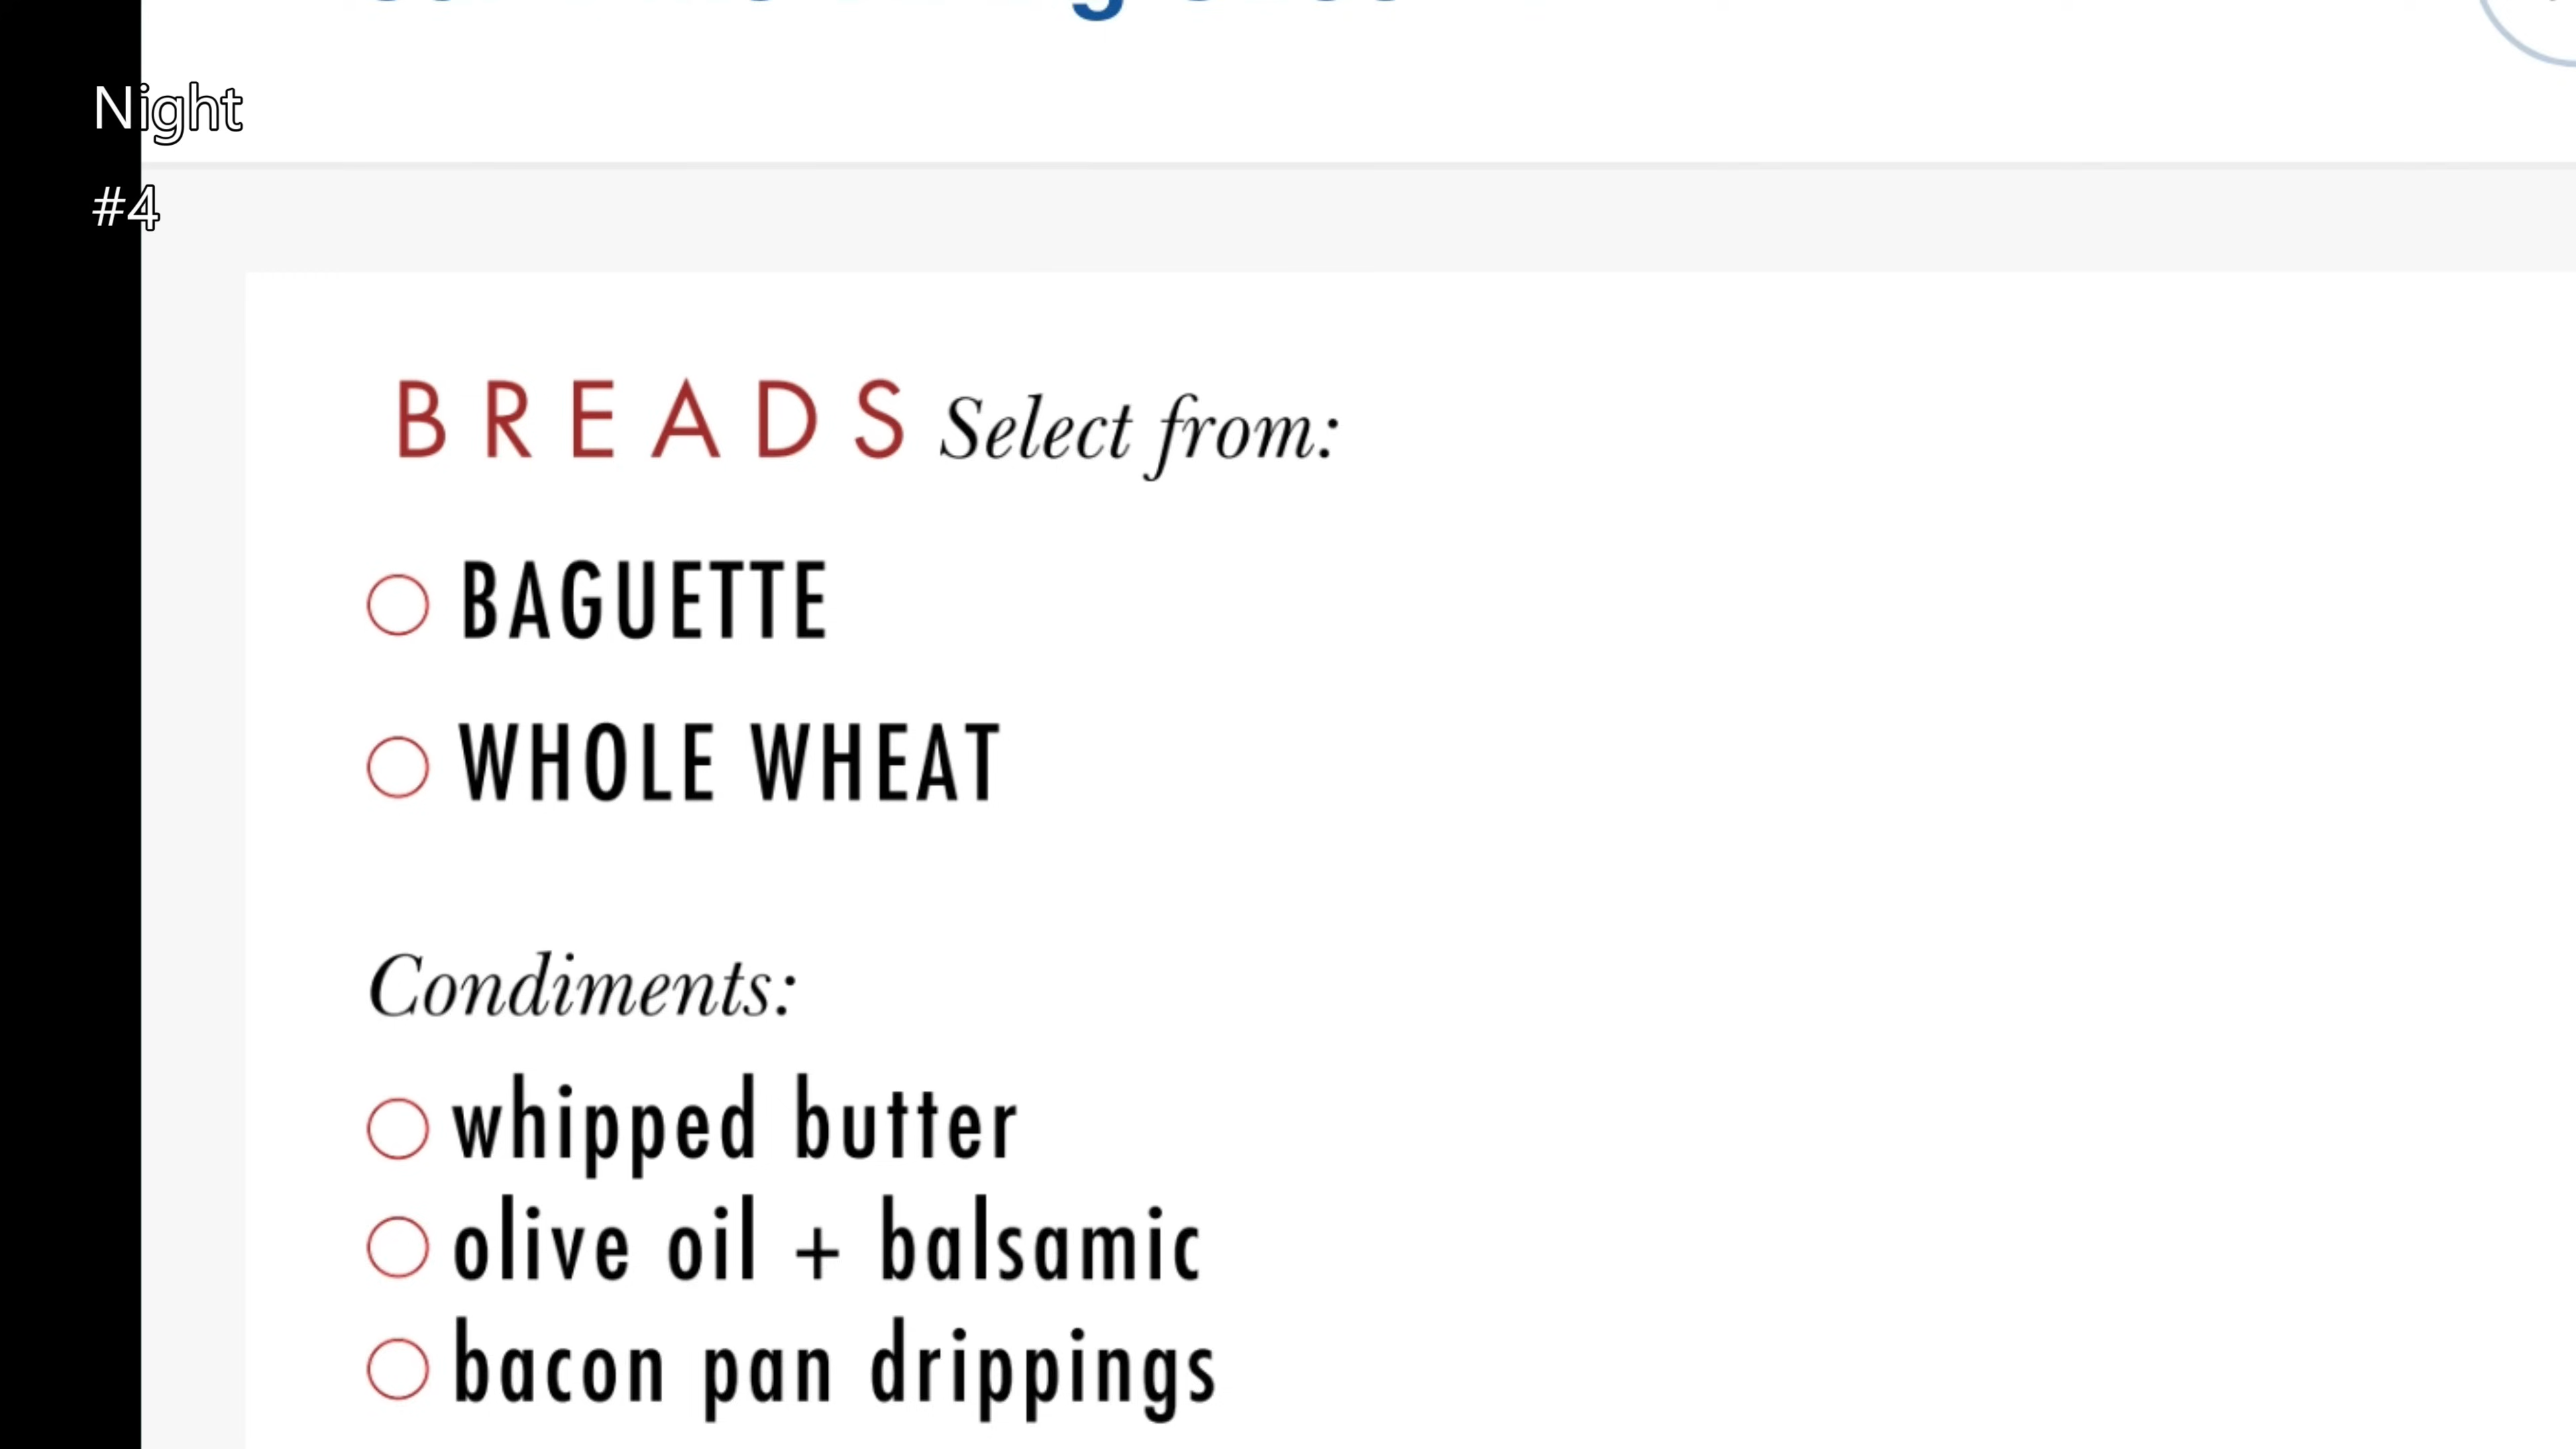 Night
#4
BREADS Select from:
BAGUETTE
WHOLE WHEAT
Condiments:
whipped butter
olive oil + balsamic
bacon pan drippings